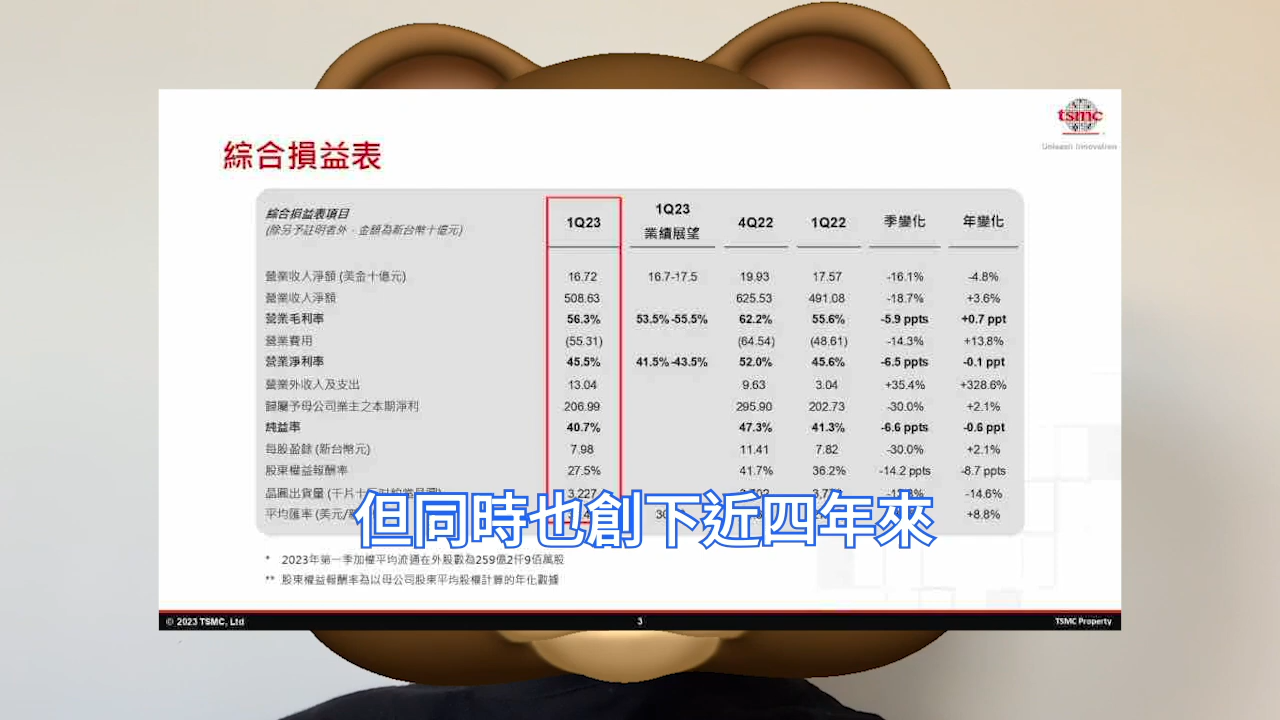 tsmc
Unleash Innovation
綜合損益表
綜合損益表項目
(除另予註明者外，金額為新台幣十億元)
1Q23
1Q23
業績展望
4Q22
1Q22
季變化
年變化
營業收入淨額 (美金十億元) 16.72 16.7-17.5 19.93 17.57 -16.1% -4.8%
營業收入淨額 508.63 625.53 491.08 -18.7% +3.6%
營業毛利率 56.3% 53.5%-55.5% 62.2% 55.6% -5.9 ppts +0.7 ppt
營業費用 (55.31) (64.54) (48.61) -14.3% +13.8%
營業淨利率 45.5% 41.5%-43.5% 52.0% 45.6% -6.5 ppts -0.1 ppt
營業外收入及支出 13.04 9.63 3.04 +35.4% +328.6%
歸屬予母公司業主之本期淨利 206.99 295.90 202.73 -30.0% +2.1%
純益率 40.7% 47.3% 41.3% -6.6 ppts -0.6 ppt
每股盈餘 (新台幣元) 7.98 11.41 7.82 -30.0% +2.1%
股東權益報酬率 27.5% 41.7% 36.2% -14.2 ppts -8.7 ppts
晶圓出貨量 3,227 -14.6%
平均匯率 (美元/ +8.8%
但同時也創下近四年來
* 2023年第一季加權平均流通在外股數為259億2仟9佰萬股
** 股東權益報酬率為以母公司股東平均股權計算的年化數據
© 2023 TSMC, Ltd
3
TSMC Property